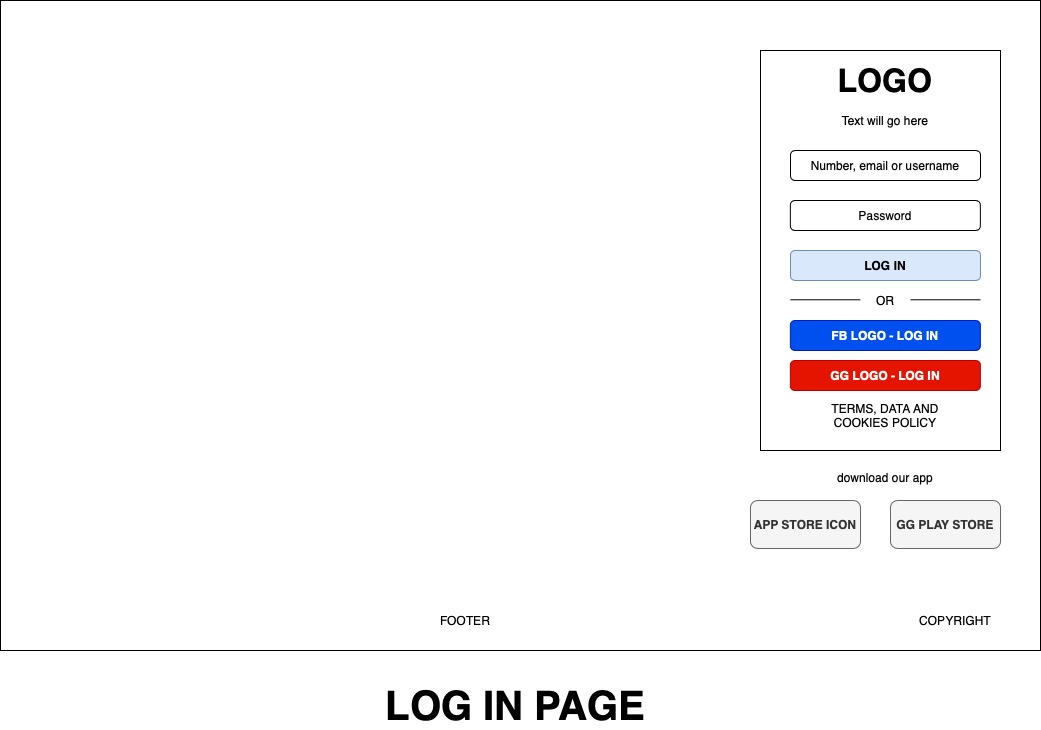 LOGO
Text will go here
Number, email or username
Password
LOG IN
OR
FB LOGO - LOG IN
GG LOGO - LOG IN
TERMS, DATA AND
COOKIES POLICY
download our app
APP STORE ICON
GG PLAY STORE
FOOTER
COPYRIGHT
LOG IN PAGE